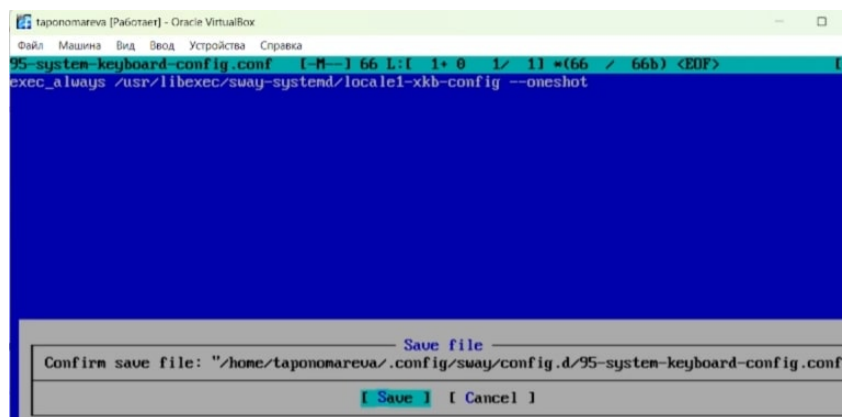 taponomareva [Работает] - Oracle VirtualBox
Файл Машина Вид Ввод Устройства Справка
95-system-keyboard-config.conf [-M--] 66 L:[ 1+ 0 1/ 1] *(66 / 66b) <EOF> [
exec_always /usr/libexec/sway-systemd/locale1-xkb-config --oneshot
Save file
Confirm save file: "/home/taponomareva/.config/sway/config.d/95-system-keyboard-config.conf
[ Save ] [ Cancel ]